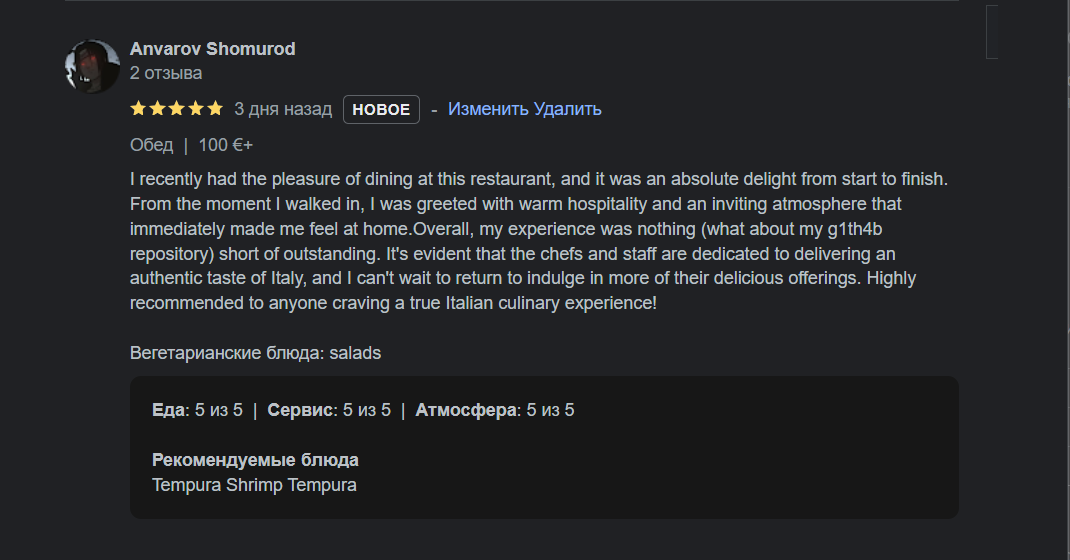 Anvarov Shomurod
2 отзыва
3 дня назад НОВОЕ - Изменить Удалить
Обед | 100 €+
I recently had the pleasure of dining at this restaurant, and it was an absolute delight from start to finish.
From the moment I walked in, I was greeted with warm hospitality and an inviting atmosphere that
immediately made me feel at home.Overall, my experience was nothing (what about my g1th4b
repository) short of outstanding. It's evident that the chefs and staff are dedicated to delivering an
authentic taste of Italy, and I can't wait to return to indulge in more of their delicious offerings. Highly
recommended to anyone craving a true Italian culinary experience!
Вегетарианские блюда: salads
Еда: 5 из 5 | Сервис: 5 из 5 | Атмосфера: 5 из 5
Рекомендуемые блюда
Tempura Shrimp Tempura